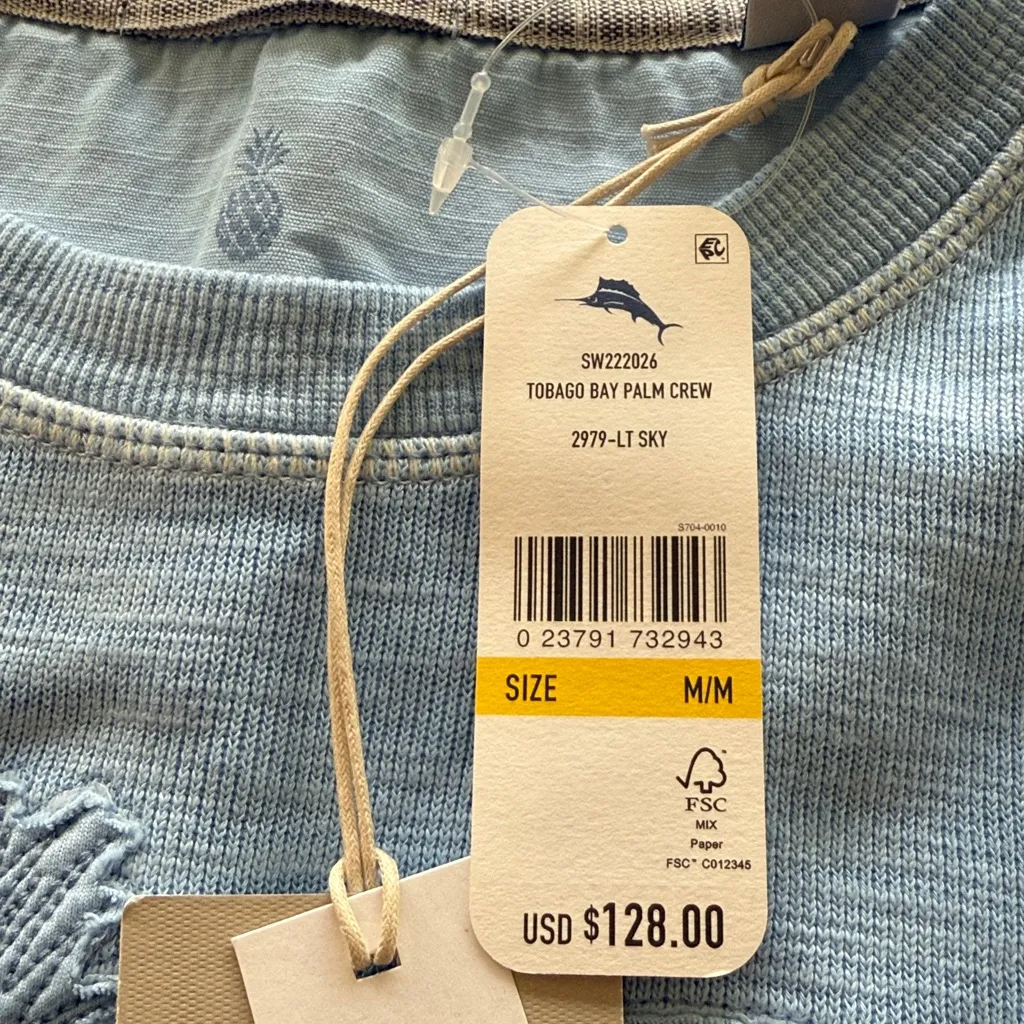 SW222026
TOBAGO BAY PALM CREW
2979-LT SKY
S704-0010
0 23791 732943
SIZE M/M
FSC
MIX
Paper
FSC™ C012345
USD $128.00